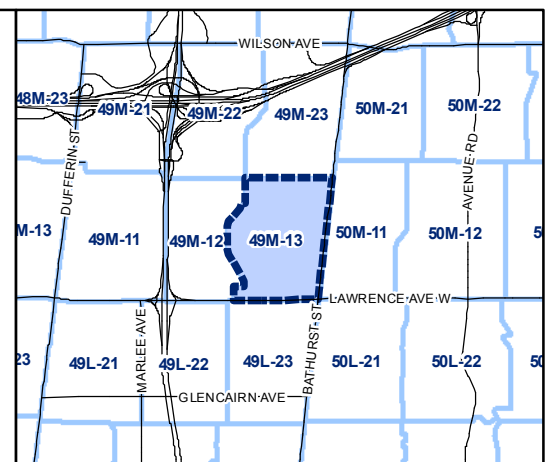 WILSON AVE
48M-23
49M-21
49M-22
49M-23
50M-21
50M-22
DUFFERIN ST
AVENUE RD
M-13
49M-11
49M-12
49M-13
50M-11
50M-12
5
LAWRENCE AVE W
MARLEE AVE
BATHURST ST
23
49L-21
49L-22
49L-23
50L-21
50L-22
50
GLENCAIRN AVE